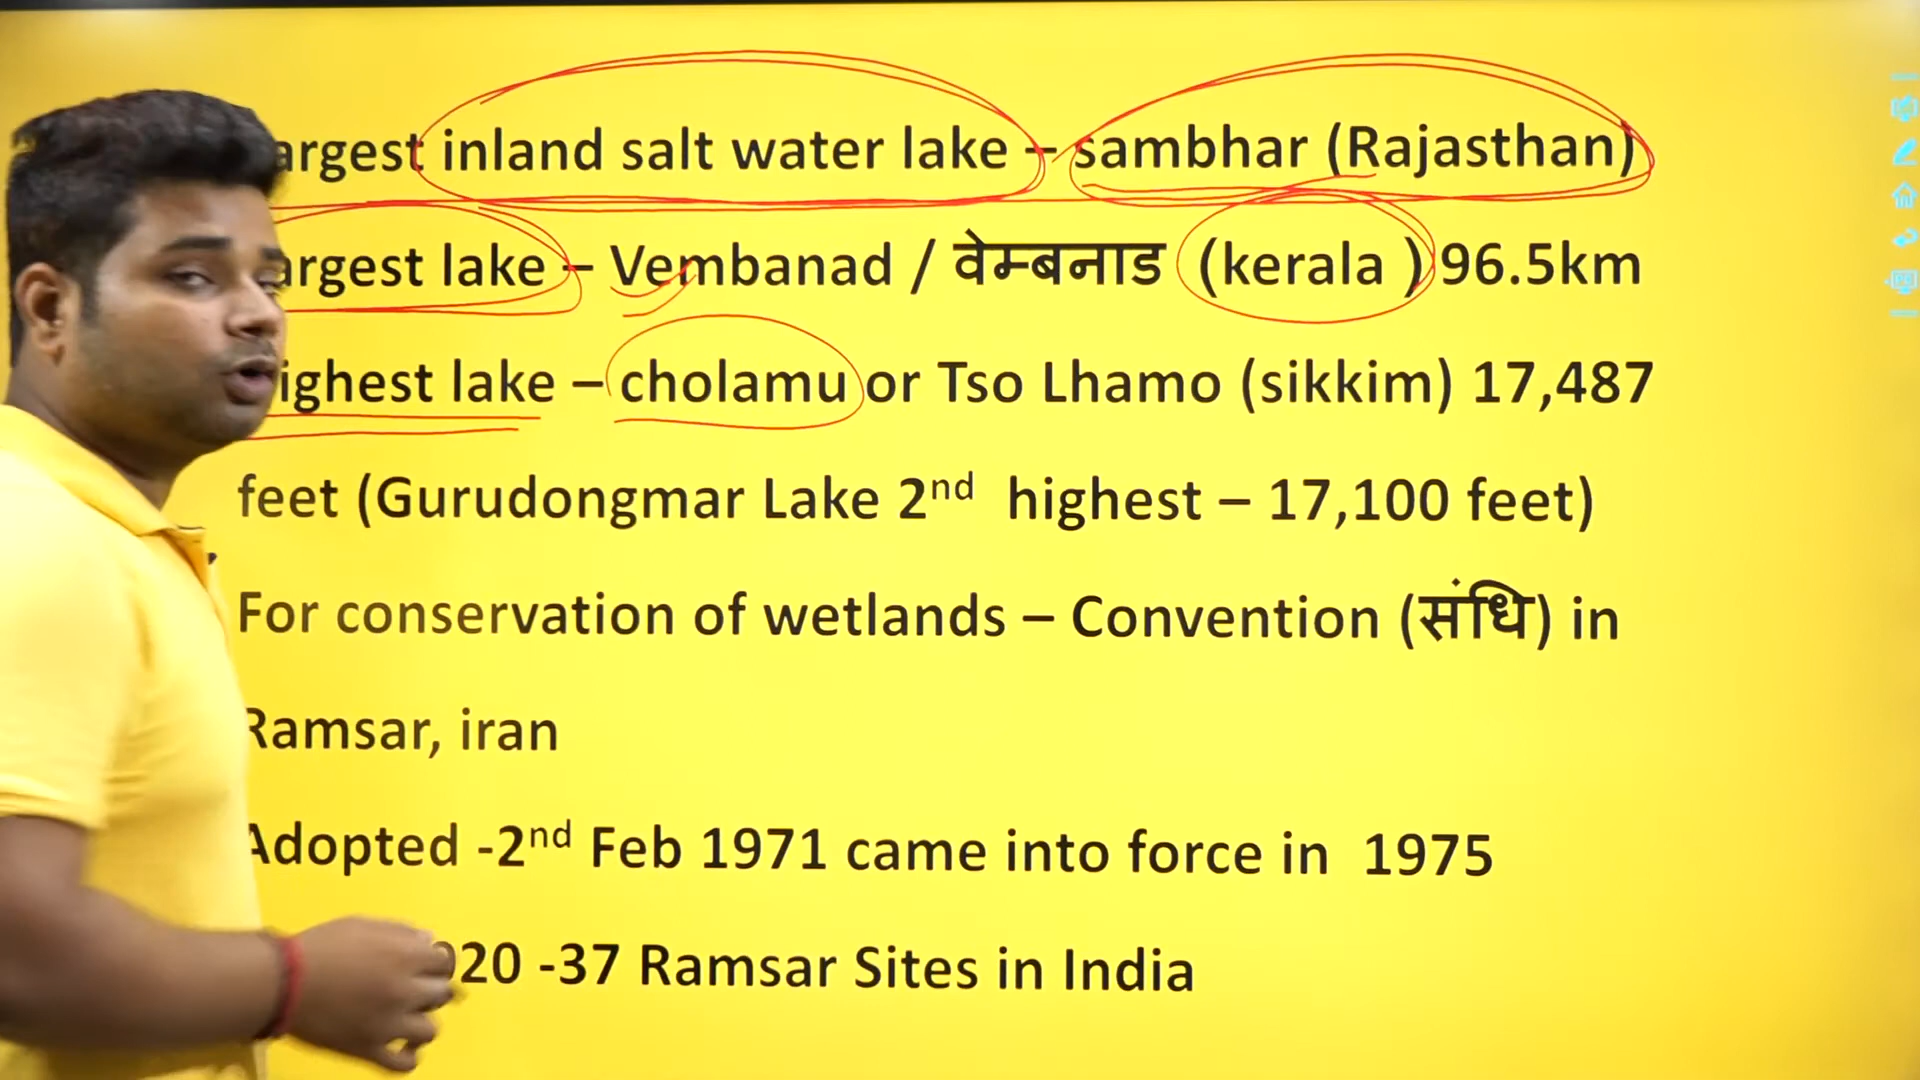 argest inland salt water lake – sambhar (Rajasthan)
argest lake – Vembanad / वेम्बनाड (kerala ) 96.5km
ighest lake – cholamu or Tso Lhamo (sikkim) 17,487
feet (Gurudongmar Lake 2nd highest – 17,100 feet)
For conservation of wetlands – Convention (संधि) in
Ramsar, iran
Adopted -2nd Feb 1971 came into force in 1975
020 -37 Ramsar Sites in India